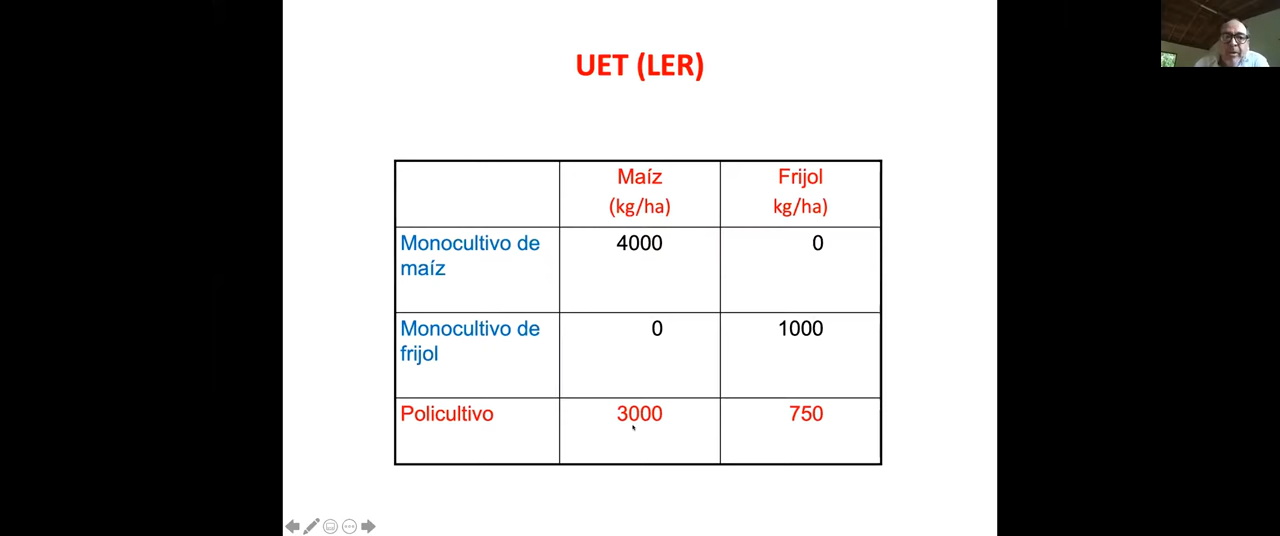 UET (LER)
Maíz
(kg/ha)
Frijol
kg/ha)
Monocultivo de
maíz
4000
0
Monocultivo de
frijol
0
1000
Policultivo
3000
750